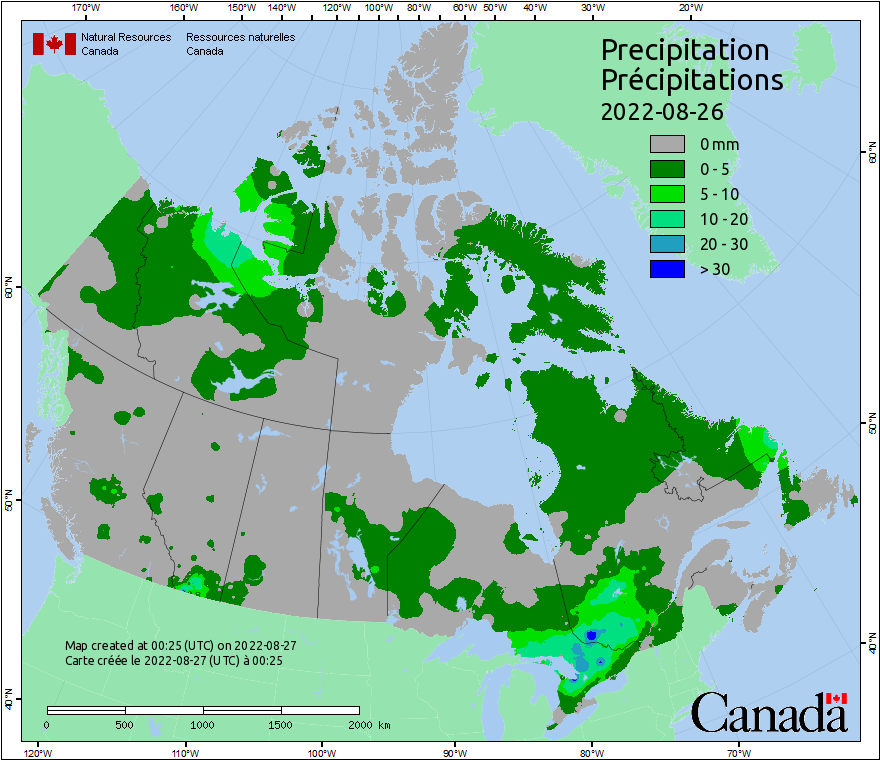 170°W 160°W 150°W 140°W 120°W 100°W 80°W 60°W 50°W 40°W 30°W 20°W
Natural Resources Ressources naturelles
Canada Canada
Precipitation
Précipitations
2022-08-26
0 mm
0 - 5
5 - 10
10 - 20
20 - 30
> 30
60°N
60°N
50°N
50°N
40°N
40°N
Map created at 00:25 (UTC) on 2022-08-27
Carte créée le 2022-08-27 (UTC) à 00:25
0 500 1000 1500 2000 km
Canada
120°W 110°W 100°W 90°W 80°W 70°W